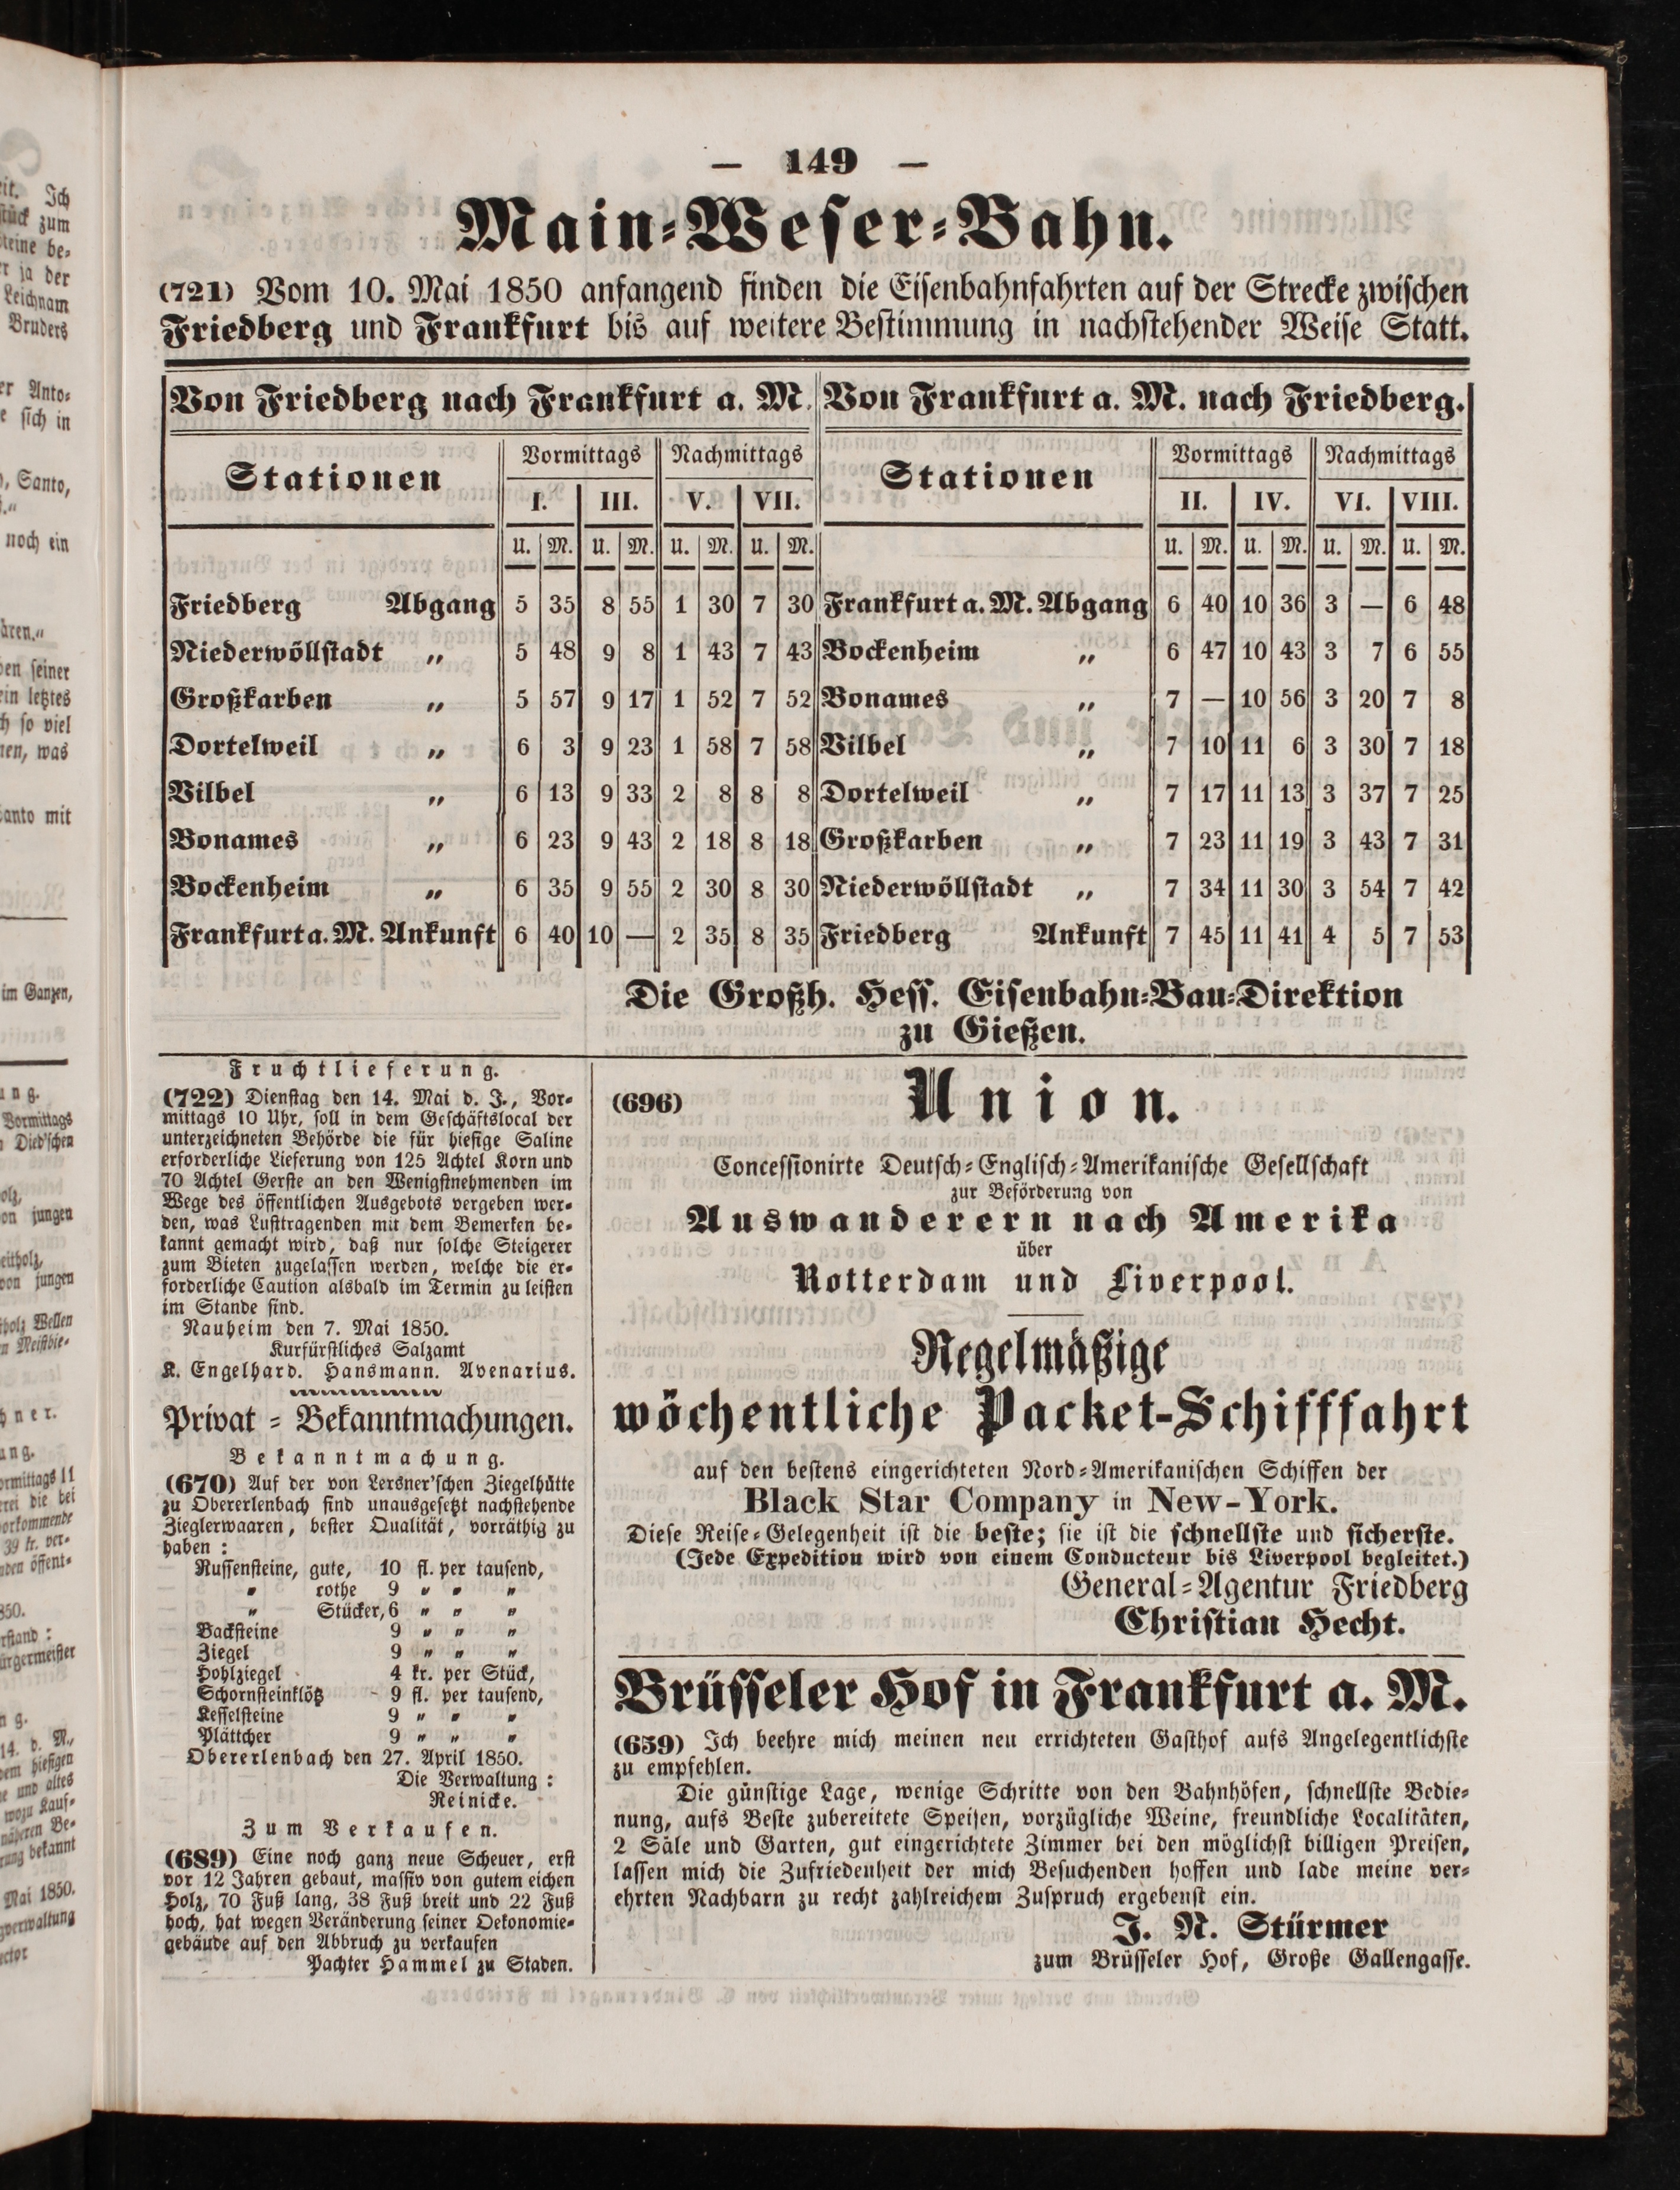 — 149 —
Main-Weser-Bahn.
(721) Vom 10. Mai 1850 anfangend finden die Eisenbahnfahrten auf der Strecke zwischen
Friedberg und Frankfurt bis auf weitere Bestimmung in nachstehender Weise Statt.
Von Friedberg nach Frankfurt a. M. Von Frankfurt a. M. nach Friedberg.
Stationen Vormittags Nachmittags Stationen Vormittags Nachmittags
I. III. V. VII. II. IV. VI. VIII.
U. M. U. M. U. M. U. M. U. M. U. M. U. M. U. M.
Friedberg Abgang 5 35 8 55 1 30 7 30 Frankfurt a. M. Abgang 6 40 10 36 3 — 6 48
Niederwöllstadt „ 5 48 9 8 1 43 7 43 Bockenheim „ 6 47 10 43 3 7 6 55
Großkarben „ 5 57 9 17 1 52 7 52 Bonames „ 7 — 10 56 3 20 7 8
Dortelweil „ 6 3 9 23 1 58 7 58 Vilbel „ 7 10 11 6 3 30 7 18
Vilbel „ 6 13 9 33 2 8 8 8 Dortelweil „ 7 17 11 13 3 37 7 25
Bonames „ 6 23 9 43 2 18 8 18 Großkarben „ 7 23 11 19 3 43 7 31
Bockenheim „ 6 35 9 55 2 30 8 30 Niederwöllstadt „ 7 34 11 30 3 54 7 42
Frankfurt a. M. Ankunft 6 40 10 — 2 35 8 35 Friedberg Ankunft 7 45 11 41 4 5 7 53
Die Großh. Hess. Eisenbahn-Bau-Direktion
zu Gießen.
Fruchtlieferung.
(722) Dienstag den 14. Mai d. J., Vor-
mittags 10 Uhr, soll in dem Geschäftslocal der
unterzeichneten Behörde die für hiesige Saline
erforderliche Lieferung von 125 Achtel Korn und
70 Achtel Gerste an den Wenigstnehmenden im
Wege des öffentlichen Ausgebots vergeben wer-
den, was Lusttragenden mit dem Bemerken be-
kannt gemacht wird, daß nur solche Steigerer
zum Bieten zugelassen werden, welche die er-
forderliche Caution alsbald im Termin zu leisten
im Stande sind.
Nauheim den 7. Mai 1850.
Kurfürstliches Salzamt
K. Engelhard. Hansmann. Avenarius.
Privat - Bekanntmachungen.
Bekanntmachung.
(670) Auf der von Lersner'schen Ziegelhütte
zu Obererlenbach sind unausgesetzt nachstehende
Zieglerwaaren, bester Qualität, vorräthig zu
haben :
Russensteine, gute, 10 fl. per tausend,
„ rothe 9 „ „ „
„ Stücker, 6 „ „ „
Backsteine 9 „ „ „
Ziegel 9 „ „ „
Hohlziegel 4 kr. per Stück,
Schornsteinklötz 9 fl. per tausend,
Kesselsteine 9 „ „ „
Plättcher 9 „ „ „
Obererlenbach den 27. April 1850.
Die Verwaltung :
Reinicke.
Zum Verkaufen.
(689) Eine noch ganz neue Scheuer, erst
vor 12 Jahren gebaut, massiv von gutem eichen
Holz, 70 Fuß lang, 38 Fuß breit und 22 Fuß
hoch, hat wegen Veränderung seiner Oekonomie-
gebäude auf den Abbruch zu verkaufen
Pachter Hammel zu Staden.
(696) Union.
Concessionirte Deutsch-Englisch-Amerikanische Gesellschaft
zur Beförderung von
Auswanderern nach Amerika
über
Rotterdam und Liverpool.
Regelmäßige
wöchentliche Packet-Schifffahrt
auf den bestens eingerichteten Nord-Amerikanischen Schiffen der
Black Star Company in New-York.
Diese Reise-Gelegenheit ist die beste; sie ist die schnellste und sicherste.
(Jede Expedition wird von einem Conducteur bis Liverpool begleitet.)
General-Agentur Friedberg
Christian Hecht.
Brüsseler Hof in Frankfurt a. M.
(659) Ich beehre mich meinen neu errichteten Gasthof aufs Angelegentlichste
zu empfehlen.
Die günstige Lage, wenige Schritte von den Bahnhöfen, schnellste Bedie-
nung, aufs Beste zubereitete Speisen, vorzügliche Weine, freundliche Localitäten,
2 Säle und Garten, gut eingerichtete Zimmer bei den möglichst billigen Preisen,
lassen mich die Zufriedenheit der mich Besuchenden hoffen und lade meine ver-
ehrten Nachbarn zu recht zahlreichem Zuspruch ergebenst ein.
J. N. Stürmer
zum Brüsseler Hof, Große Gallengasse.